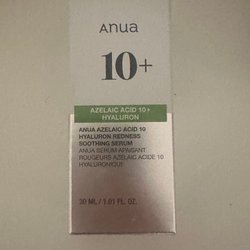 Anua
10+
AZELAIC ACID 10+
HYALURON
ANUA AZELAIC ACID 10
HYALURON REDNESS
SOOTHING SERUM
ANUA SÉRUM APAISANT
ROUGEURS AZELAIC ACIDE 10
HYALURONIQUE
30 ML / 1.01 FL. OZ.